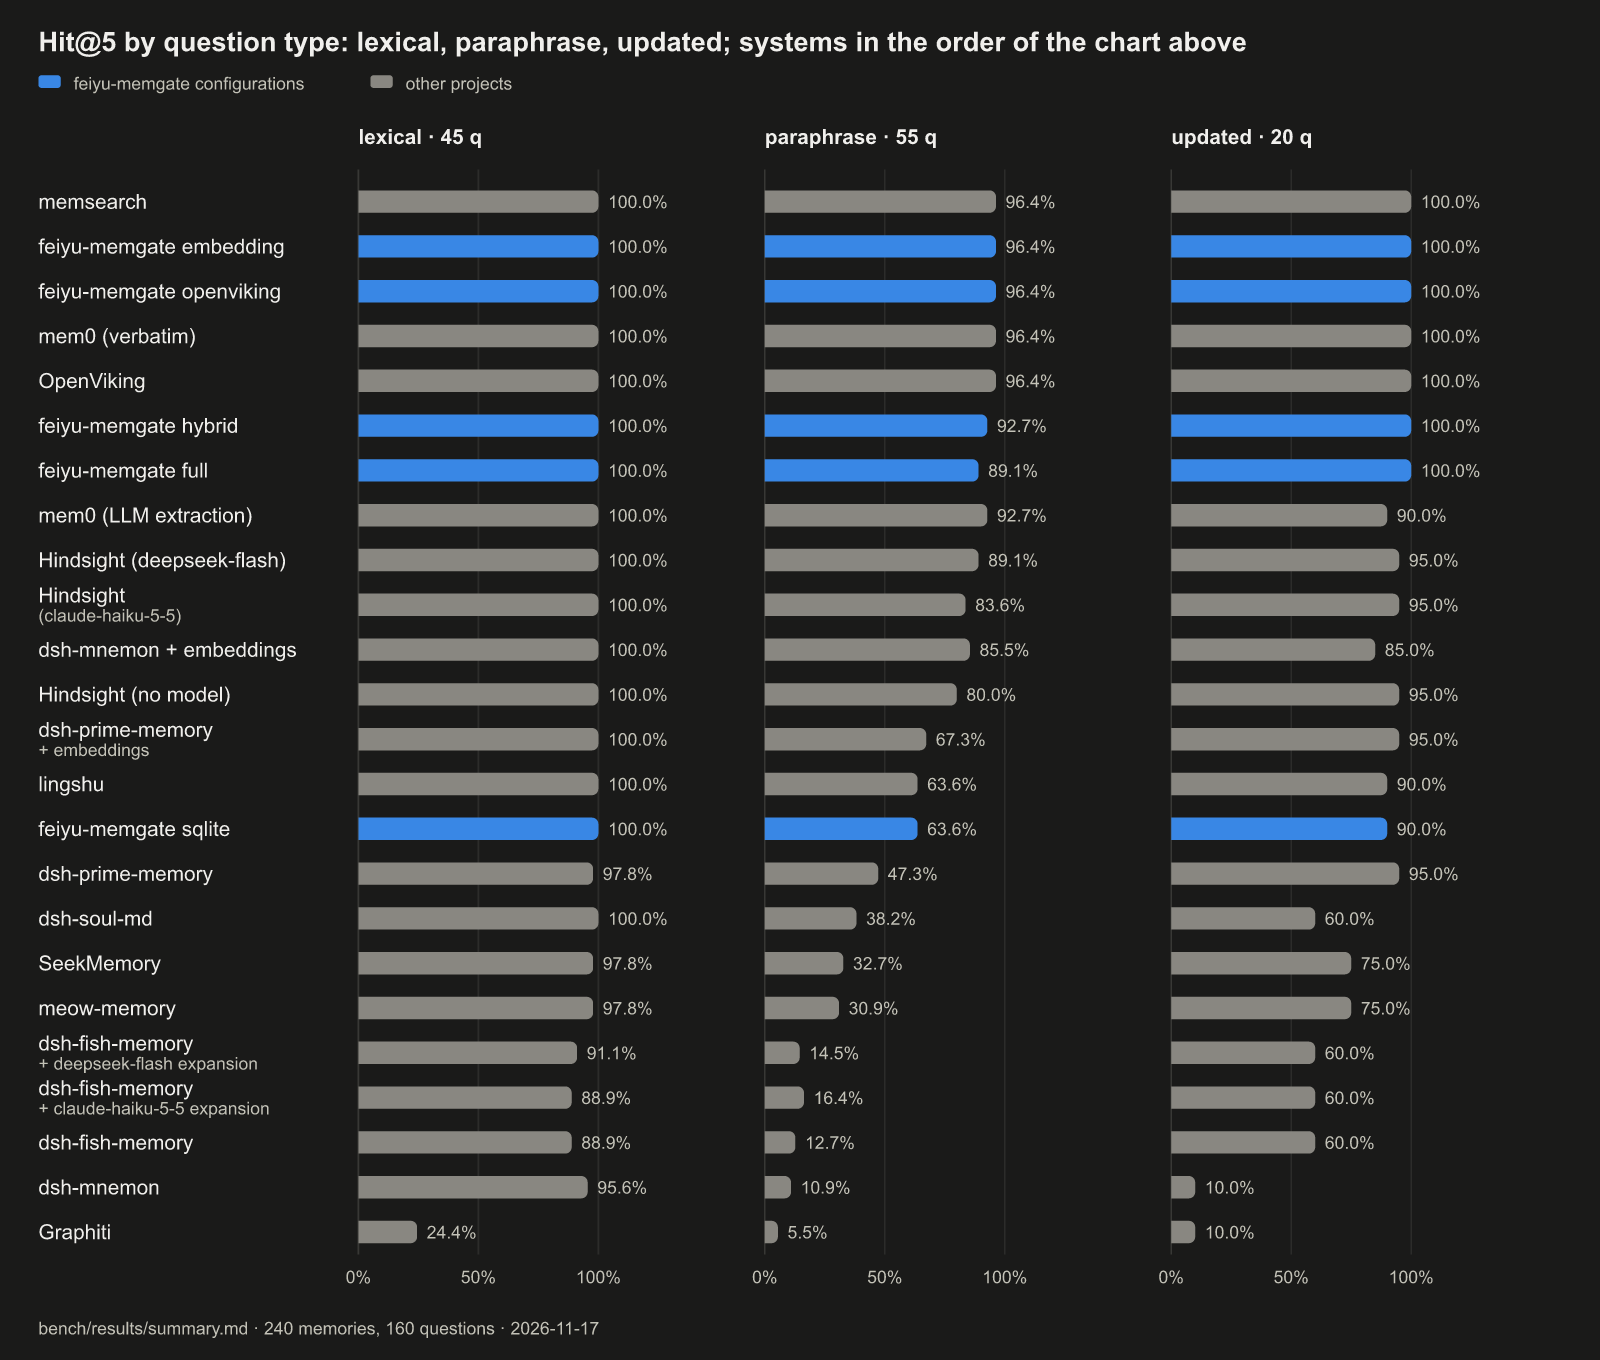 Hit@5 by question type: lexical, paraphrase, updated; systems in the order of the chart above
feiyu-memgate configurations other projects
lexical · 45 q paraphrase · 55 q updated · 20 q
memsearch 100.0% 96.4% 100.0%
feiyu-memgate embedding 100.0% 96.4% 100.0%
feiyu-memgate openviking 100.0% 96.4% 100.0%
mem0 (verbatim) 100.0% 96.4% 100.0%
OpenViking 100.0% 96.4% 100.0%
feiyu-memgate hybrid 100.0% 92.7% 100.0%
feiyu-memgate full 100.0% 89.1% 100.0%
mem0 (LLM extraction) 100.0% 92.7% 90.0%
Hindsight (deepseek-flash) 100.0% 89.1% 95.0%
Hindsight
(claude-haiku-5-5) 100.0% 83.6% 95.0%
dsh-mnemon + embeddings 100.0% 85.5% 85.0%
Hindsight (no model) 100.0% 80.0% 95.0%
dsh-prime-memory
+ embeddings 100.0% 67.3% 95.0%
lingshu 100.0% 63.6% 90.0%
feiyu-memgate sqlite 100.0% 63.6% 90.0%
dsh-prime-memory 97.8% 47.3% 95.0%
dsh-soul-md 100.0% 38.2% 60.0%
SeekMemory 97.8% 32.7% 75.0%
meow-memory 97.8% 30.9% 75.0%
dsh-fish-memory
+ deepseek-flash expansion 91.1% 14.5% 60.0%
dsh-fish-memory
+ claude-haiku-5-5 expansion 88.9% 16.4% 60.0%
dsh-fish-memory 88.9% 12.7% 60.0%
dsh-mnemon 95.6% 10.9% 10.0%
Graphiti 24.4% 5.5% 10.0%
0% 50% 100% 0% 50% 100% 0% 50% 100%
bench/results/summary.md · 240 memories, 160 questions · 2026-11-17